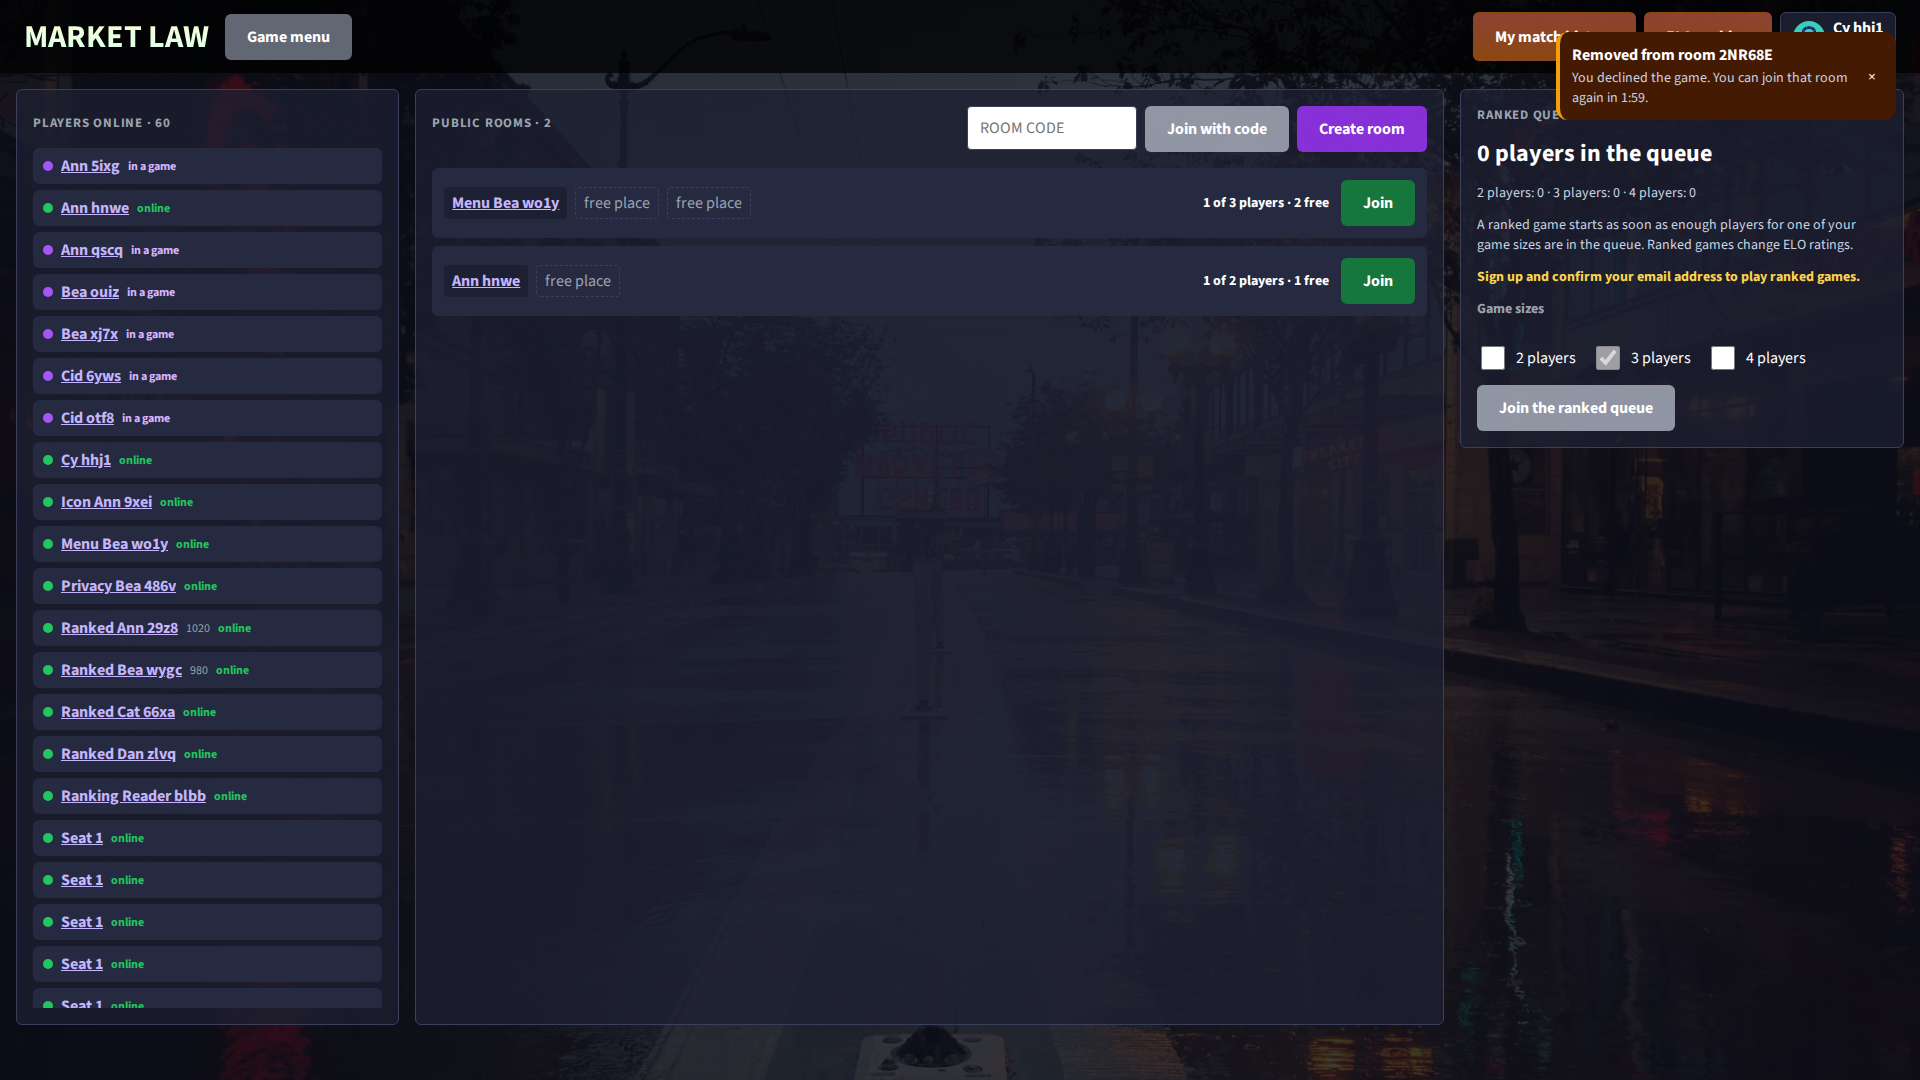 MARKET LAW
Game menu
My match
Cy hhj1
Removed from room 2NR68E
You declined the game. You can join that room
again in 1:59.
×
PLAYERS ONLINE · 60
Ann 5ixg in a game
Ann hnwe online
Ann qscq in a game
Bea ouiz in a game
Bea xj7x in a game
Cid 6yws in a game
Cid otf8 in a game
Cy hhj1 online
Icon Ann 9xei online
Menu Bea wo1y online
Privacy Bea 486v online
Ranked Ann 29z8 1020 online
Ranked Bea wygc 980 online
Ranked Cat 66xa online
Ranked Dan zlvq online
Ranking Reader blbb online
Seat 1 online
Seat 1 online
Seat 1 online
Seat 1 online
Seat 1 online
PUBLIC ROOMS · 2
ROOM CODE
Join with code
Create room
Menu Bea wo1y free place free place 1 of 3 players · 2 free Join
Ann hnwe free place 1 of 2 players · 1 free Join
RANKED QUE
0 players in the queue
2 players: 0 · 3 players: 0 · 4 players: 0
A ranked game starts as soon as enough players for one of your
game sizes are in the queue. Ranked games change ELO ratings.
Sign up and confirm your email address to play ranked games.
Game sizes
2 players 3 players 4 players
Join the ranked queue
PUBLIC
MARKET
CENTER